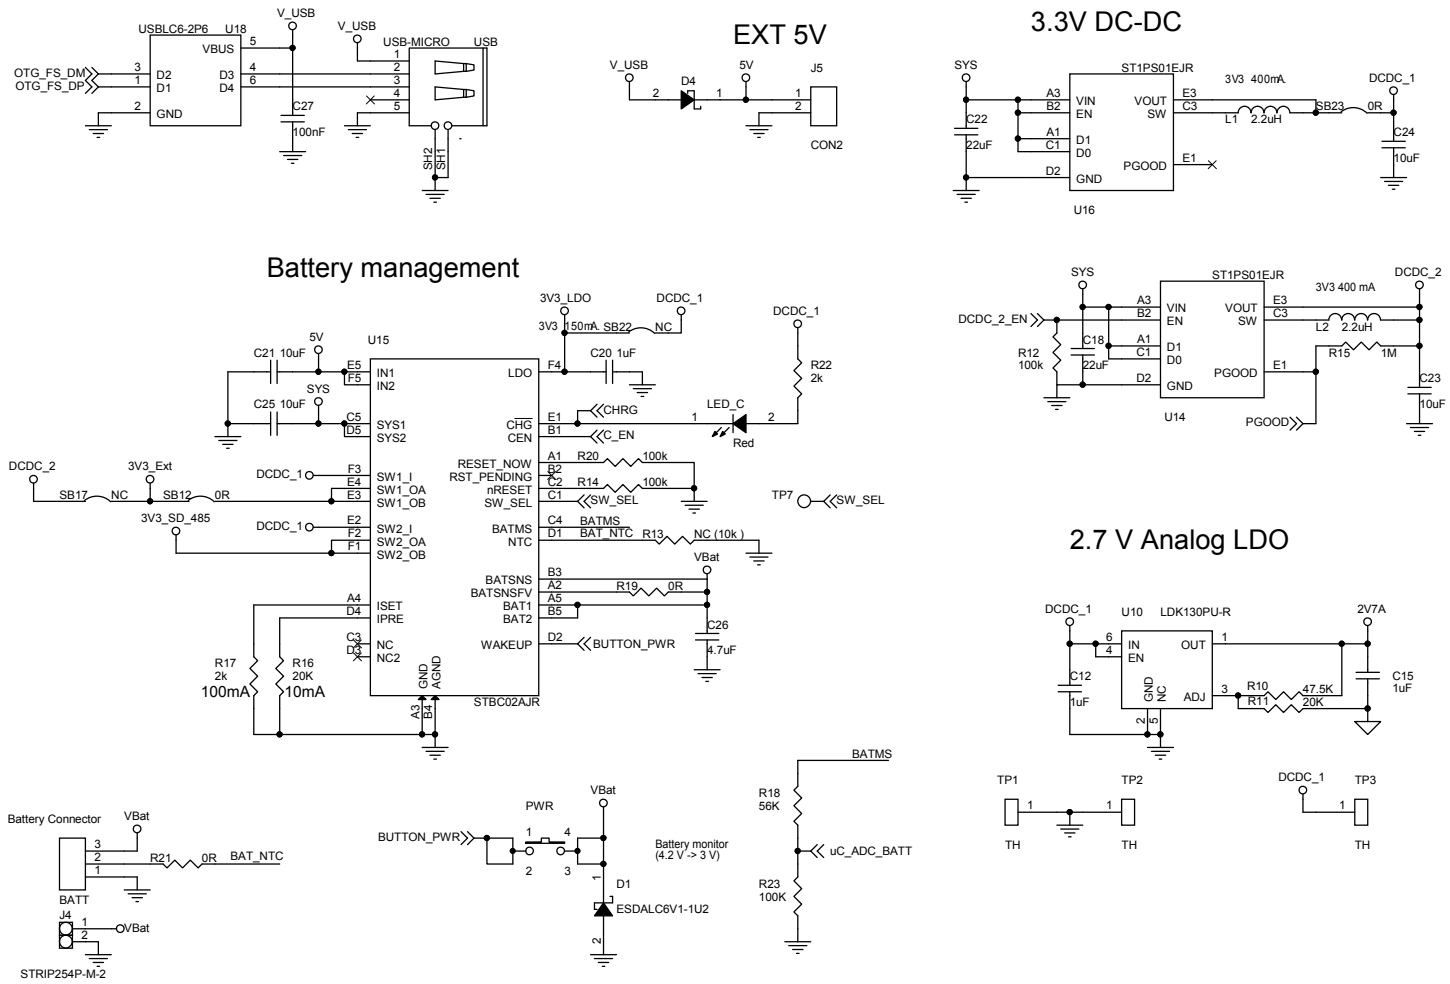 USBLC6-2P6 U18
V_USB
VBUS 5
OTG_FS_DM 3 D2 D3 4
OTG_FS_DP 1 D1 D4 6
2 GND
C27
100nF
V_USB
USB-MICRO USB
1
2
3
4
5
SH2
SH1
EXT 5V
V_USB D4 5V J5
2 1 1
2
CON2
3.3V DC-DC
SYS ST1PS01EJR 3V3 400mA. DCDC_1
A3 VIN VOUT E3
B2 EN SW C3 L1 2.2uH SB23 0R
C22
22uF
A1 D1
C1 D0
PGOOD E1
D2 GND
C24
10uF
U16
SYS ST1PS01EJR 3V3 400 mA DCDC_2
A3 VIN VOUT E3
DCDC_2_EN B2 EN SW C3 L2 2.2uH
R12
100k
C18
22uF
A1 D1
C1 D0
R15 1M
PGOOD E1
D2 GND
C23
10uF
U14
PGOOD
Battery management
3V3_LDO DCDC_1
3V3 150mA. SB22 NC
DCDC_1
5V U15
C21 10uF E5 IN1
F5 IN2
LDO F4 C20 1uF
R22
2k
SYS
C25 10uF C5 SYS1
D5 SYS2
CHG E1 CHRG 1 LED_C 2
Red
CEN B1 C_EN
RESET_NOW A1 R20 100k
RST_PENDING B2
nRESET C2 R14 100k
SW_SEL C1 SW_SEL
TP7 SW_SEL
DCDC_2 3V3_Ext DCDC_1 F3 SW1_I
E4 SW1_OA
SB17 NC SB12 0R E3 SW1_OB
3V3_SD_485 DCDC_1 E2 SW2_I
F2 SW2_OA
F1 SW2_OB
BATMS C4 BATMS
NTC D1 BAT_NTC R13 NC (10k )
VBat
BATSNS B3
BATSNSFV A2 R19 0R
A4 ISET BAT1 A5
D4 IPRE BAT2 B5
C26
4.7uF
C3 NC WAKEUP D2 BUTTON_PWR
D3 NC2
R17
2k
100mA
R16
20K
10mA
GND
AGND
A3
B4
STBC02AJR
2.7 V Analog LDO
DCDC_1 U10 LDK130PU-R 2V7A
6 IN OUT 1
4 EN
C12
1uF
GND
NC
2
5
ADJ 3 R10 47.5K
R11 20K
C15
1uF
TP1 1 1 TP2
TH TH
DCDC_1 1 TP3
TH
Battery Connector VBat
3
2 R21 0R BAT_NTC
1
BATT
J4
1 VBat
2
STRIP254P-M-2
VBat
PWR
BUTTON_PWR 1 4
2 3
1
D1
ESDALC6V1-1U2
2
Battery monitor
(4.2 V -> 3 V)
BATMS
R18
56K
uC_ADC_BATT
R23
100K